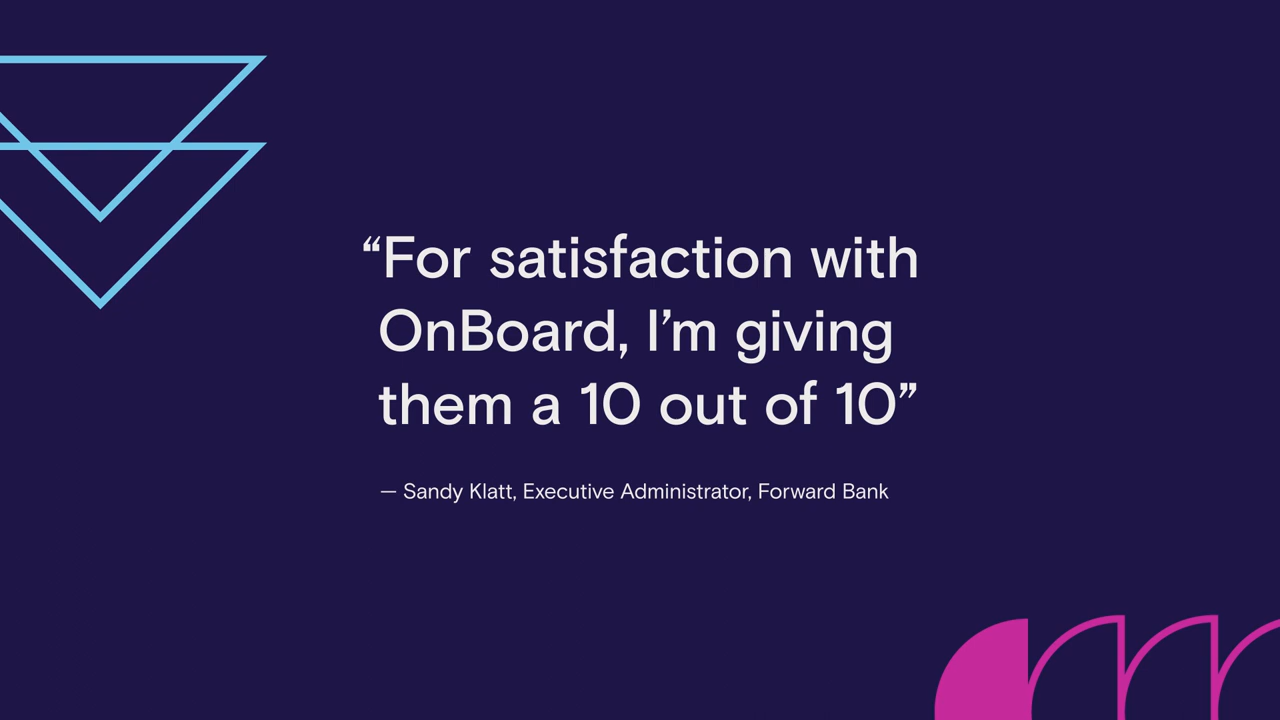 “For satisfaction with
OnBoard, I’m giving
them a 10 out of 10”
— Sandy Klatt, Executive Administrator, Forward Bank